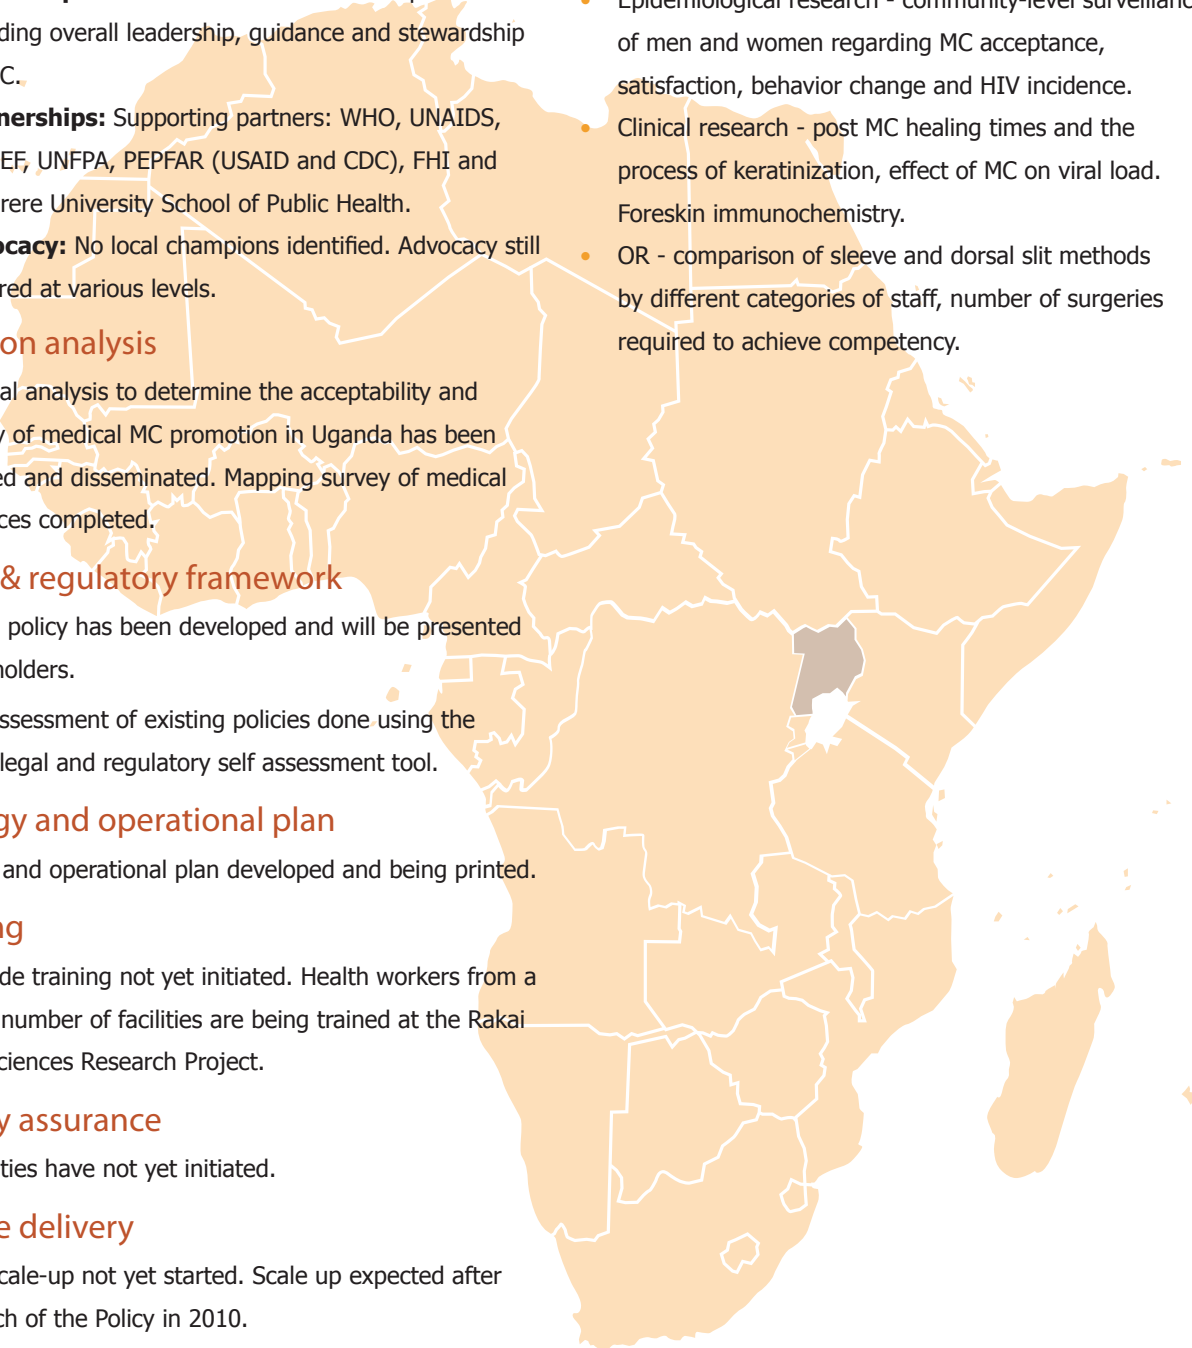 ding overall leadership, guidance and stewardship
C.
nerships: Supporting partners: WHO, UNAIDS,
EF, UNFPA, PEPFAR (USAID and CDC), FHI and
rere University School of Public Health.
ocacy: No local champions identified. Advocacy still
red at various levels.
on analysis
al analysis to determine the acceptability and
y of medical MC promotion in Uganda has been
ed and disseminated. Mapping survey of medical
ces completed.
& regulatory framework
policy has been developed and will be presented
holders.
ssessment of existing policies done using the
legal and regulatory self assessment tool.
gy and operational plan
and operational plan developed and being printed.
ng
de training not yet initiated. Health workers from a
number of facilities are being trained at the Rakai
ciences Research Project.
y assurance
ties have not yet initiated.
e delivery
cale-up not yet started. Scale up expected after
ch of the Policy in 2010.
• Epidemiological research - community-level surveillanc
of men and women regarding MC acceptance,
satisfaction, behavior change and HIV incidence.
• Clinical research - post MC healing times and the
process of keratinization, effect of MC on viral load.
Foreskin immunochemistry.
• OR - comparison of sleeve and dorsal slit methods
by different categories of staff, number of surgeries
required to achieve competency.